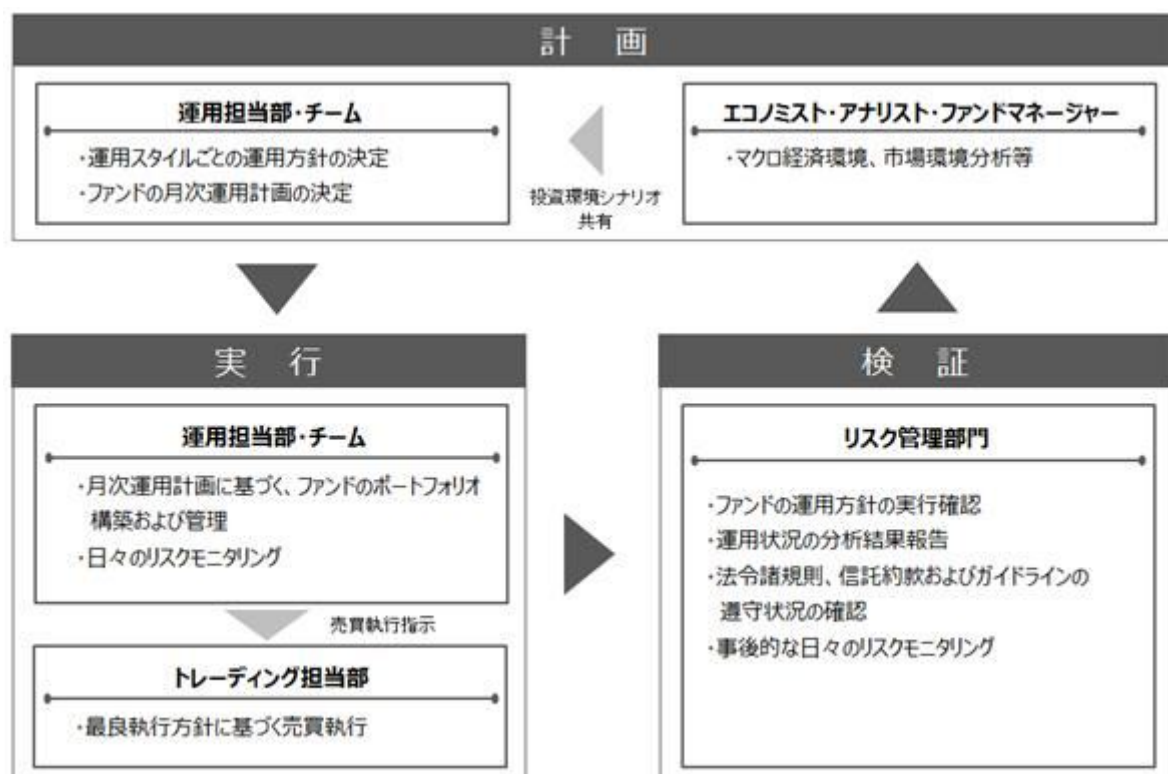 計 画
運用担当部・チーム
・運用スタイルごとの運用方針の決定
・ファンドの月次運用計画の決定
投資環境シナリオ
共有
エコノミスト・アナリスト・ファンドマネージャー
・マクロ経済環境、市場環境分析等
実 行
運用担当部・チーム
・月次運用計画に基づく、ファンドのポートフォリオ
構築および管理
・日々のリスクモニタリング
売買執行指示
トレーディング担当部
・最良執行方針に基づく売買執行
検 証
リスク管理部門
・ファンドの運用方針の実行確認
・運用状況の分析結果報告
・法令諸規則、信託約款およびガイドラインの
遵守状況の確認
・事後的な日々のリスクモニタリング